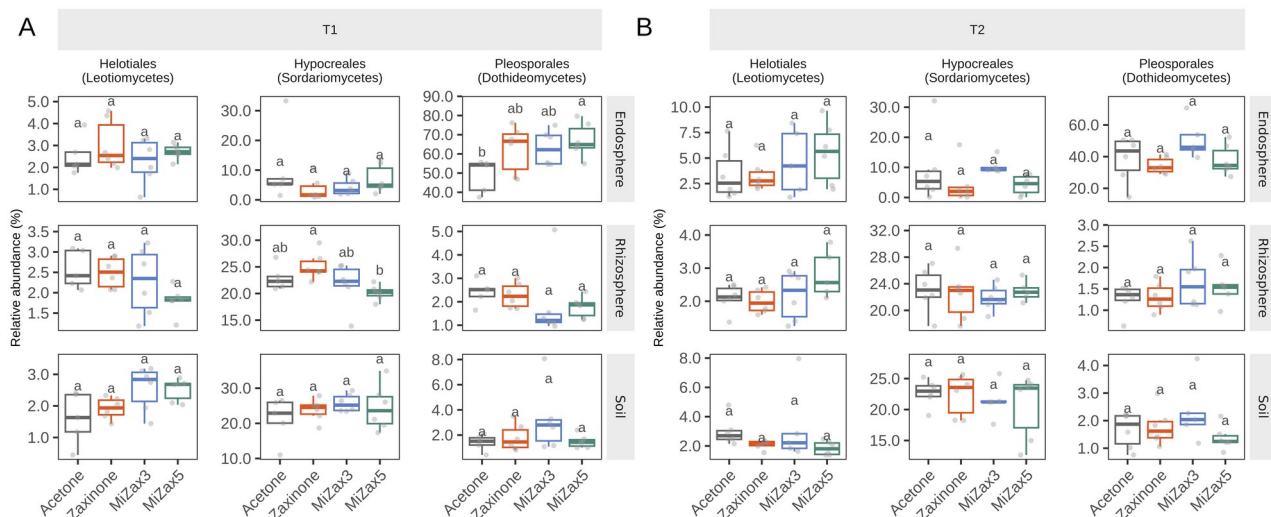 A
T1
Helotiales
(Leotiomycetes)
Hypocreales
(Sordariomycetes)
Pleosporales
(Dothideomycetes)
Relative abundance (%)
5.0
4.0
3.0
2.0
1.0
a a a a
30.0
20.0
10.0
0.0
a a a a
90.0
80.0
70.0
60.0
50.0
40.0
b ab ab a
Endosphere
3.5
3.0
2.5
2.0
1.5
a a a a
30.0
25.0
20.0
15.0
ab a ab b
5.0
4.0
3.0
2.0
1.0
a a a a
Rhizosphere
3.0
2.0
1.0
a a a a
40.0
30.0
20.0
10.0
a a a a
8.0
6.0
4.0
2.0
a a a a
Soil
Acetone Zaxinone MiZax3 MiZax5
Acetone Zaxinone MiZax3 MiZax5
Acetone Zaxinone MiZax3 MiZax5
B
T2
Helotiales
(Leotiomycetes)
Hypocreales
(Sordariomycetes)
Pleosporales
(Dothideomycetes)
Relative abundance (%)
10.0
7.5
5.0
2.5
a a a a
30.0
20.0
10.0
0.0
a a a a
60.0
40.0
20.0
a a a a
Endosphere
4.0
3.0
2.0
a a a a
32.0
28.0
24.0
20.0
a a a a
3.0
2.5
2.0
1.5
1.0
a a a a
Rhizosphere
8.0
6.0
4.0
2.0
a a a a
25.0
20.0
15.0
a a a a
4.0
3.0
2.0
1.0
a a a a
Soil
Acetone Zaxinone MiZax3 MiZax5
Acetone Zaxinone MiZax3 MiZax5
Acetone Zaxinone MiZax3 MiZax5